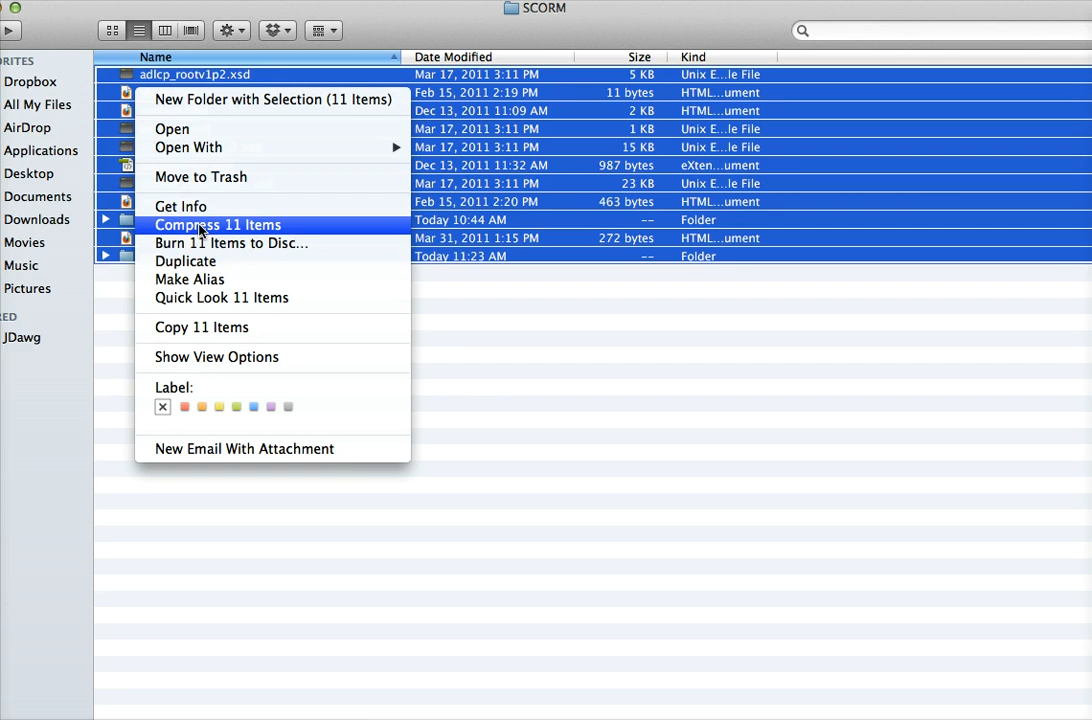 SCORM
RITES
Dropbox
All My Files
AirDrop
Applications
Desktop
Documents
Downloads
Movies
Music
Pictures
RED
JDawg
Name Date Modified Size Kind
adlcp_rootv1p2.xsd Mar 17, 2011 3:11 PM 5 KB Unix E...le File
Feb 15, 2011 2:19 PM 11 bytes HTML...ument
Dec 13, 2011 11:09 AM 2 KB HTML...ument
Mar 17, 2011 3:11 PM 1 KB Unix E...le File
Mar 17, 2011 3:11 PM 15 KB Unix E...le File
Dec 13, 2011 11:32 AM 987 bytes eXten...ument
Mar 17, 2011 3:11 PM 23 KB Unix E...le File
Feb 15, 2011 2:20 PM 463 bytes HTML...ument
Today 10:44 AM -- Folder
Mar 31, 2011 1:15 PM 272 bytes HTML...ument
Today 11:23 AM -- Folder
New Folder with Selection (11 Items)
Open
Open With
Move to Trash
Get Info
Compress 11 Items
Burn 11 Items to Disc...
Duplicate
Make Alias
Quick Look 11 Items
Copy 11 Items
Show View Options
Label:
New Email With Attachment